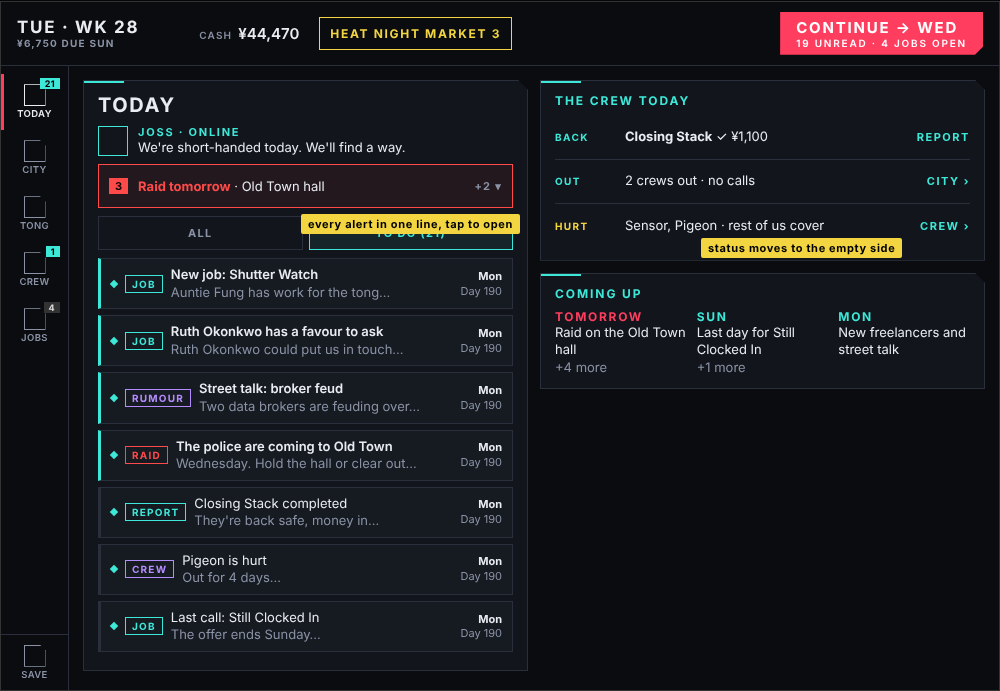 TUE · WK 28
¥6,750 DUE SUN
CASH ¥44,470
HEAT NIGHT MARKET 3
CONTINUE → WED
19 UNREAD · 4 JOBS OPEN
21
TODAY
CITY
TONG
1
CREW
4
JOBS
SAVE
TODAY
JOSS · ONLINE
We're short-handed today. We'll find a way.
3 Raid tomorrow · Old Town hall +2 ▾
every alert in one line, tap to open
ALL
New job: Shutter Watch Mon
JOB
Auntie Fung has work for the tong... Day 190
Ruth Okonkwo has a favour to ask Mon
JOB
Ruth Okonkwo could put us in touch... Day 190
Street talk: broker feud Mon
RUMOUR
Two data brokers are feuding over... Day 190
The police are coming to Old Town Mon
RAID
Wednesday. Hold the hall or clear out... Day 190
Closing Stack completed Mon
REPORT
They're back safe, money in... Day 190
Pigeon is hurt Mon
CREW
Out for 4 days... Day 190
Last call: Still Clocked In Mon
JOB
The offer ends Sunday... Day 190
THE CREW TODAY
BACK Closing Stack ✓ ¥1,100 REPORT
OUT 2 crews out · no calls CITY ›
HURT Sensor, Pigeon · rest of us cover CREW ›
status moves to the empty side
COMING UP
TOMORROW
Raid on the Old Town
hall
+4 more
SUN
Last day for Still
Clocked In
+1 more
MON
New freelancers and
street talk